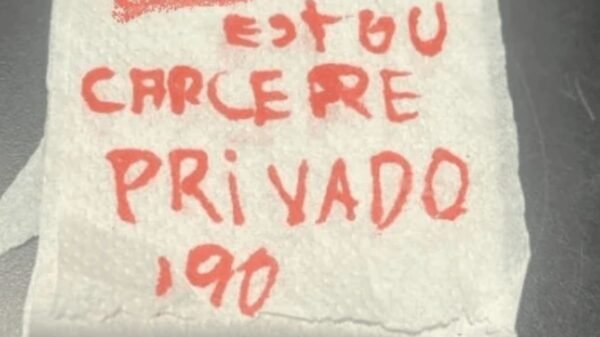 ESTOU
CARCERE
PRiVADO
190